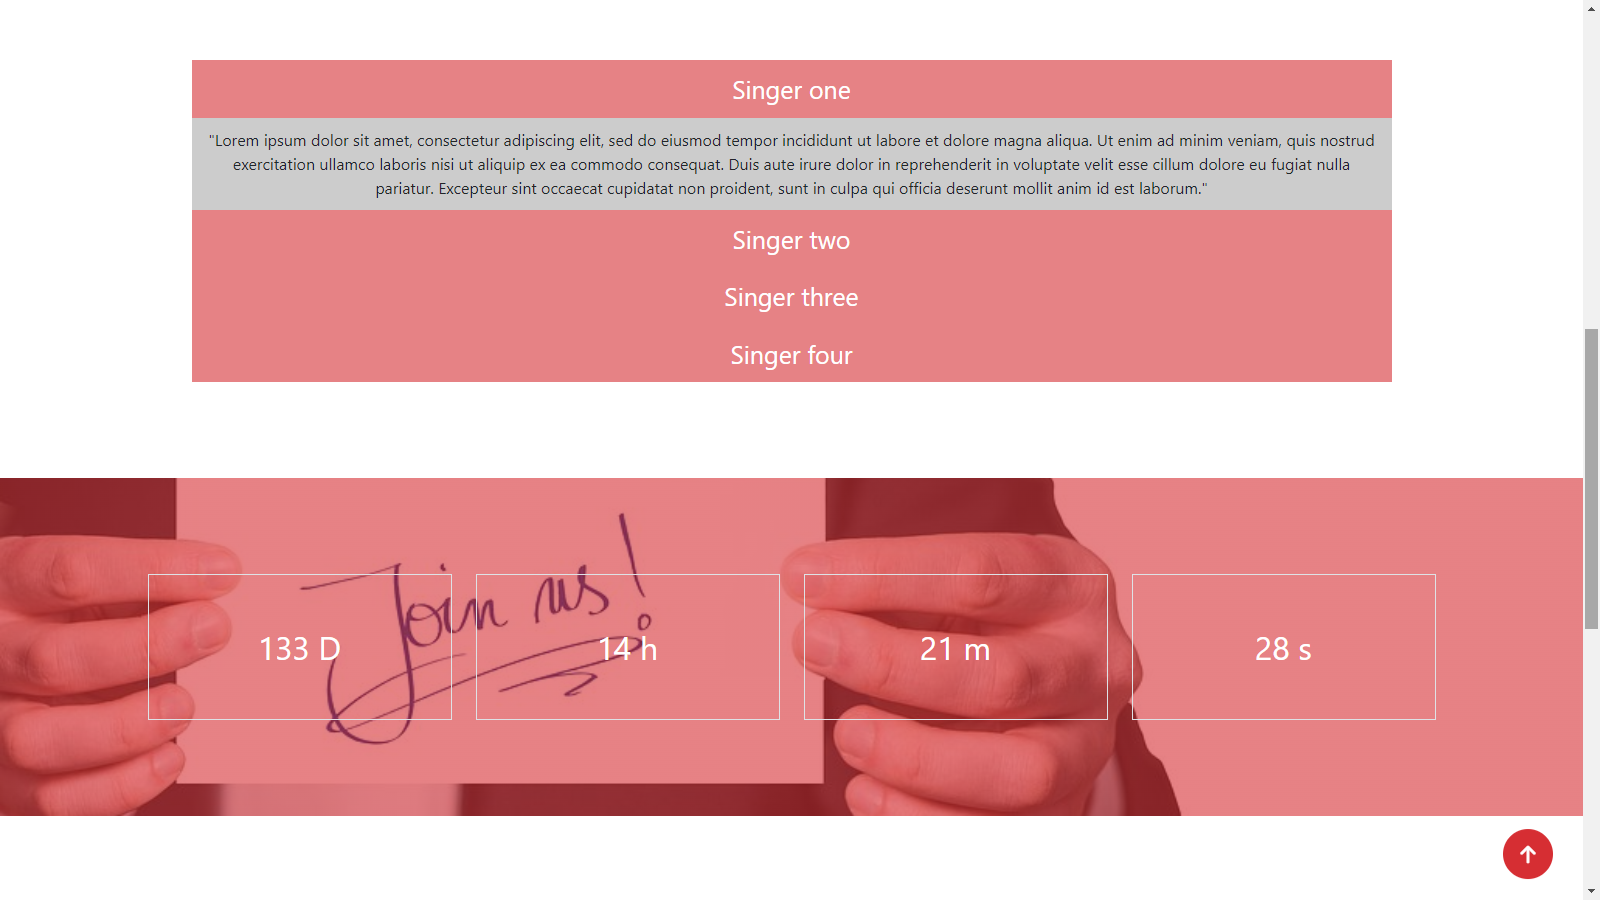 Singer one
"Lorem ipsum dolor sit amet, consectetur adipiscing elit, sed do eiusmod tempor incididunt ut labore et dolore magna aliqua. Ut enim ad minim veniam, quis nostrud
exercitation ullamco laboris nisi ut aliquip ex ea commodo consequat. Duis aute irure dolor in reprehenderit in voluptate velit esse cillum dolore eu fugiat nulla
pariatur. Excepteur sint occaecat cupidatat non proident, sunt in culpa qui officia deserunt mollit anim id est laborum."
Singer two
Singer three
Singer four
Join us!
133 D
14 h
21 m
28 s